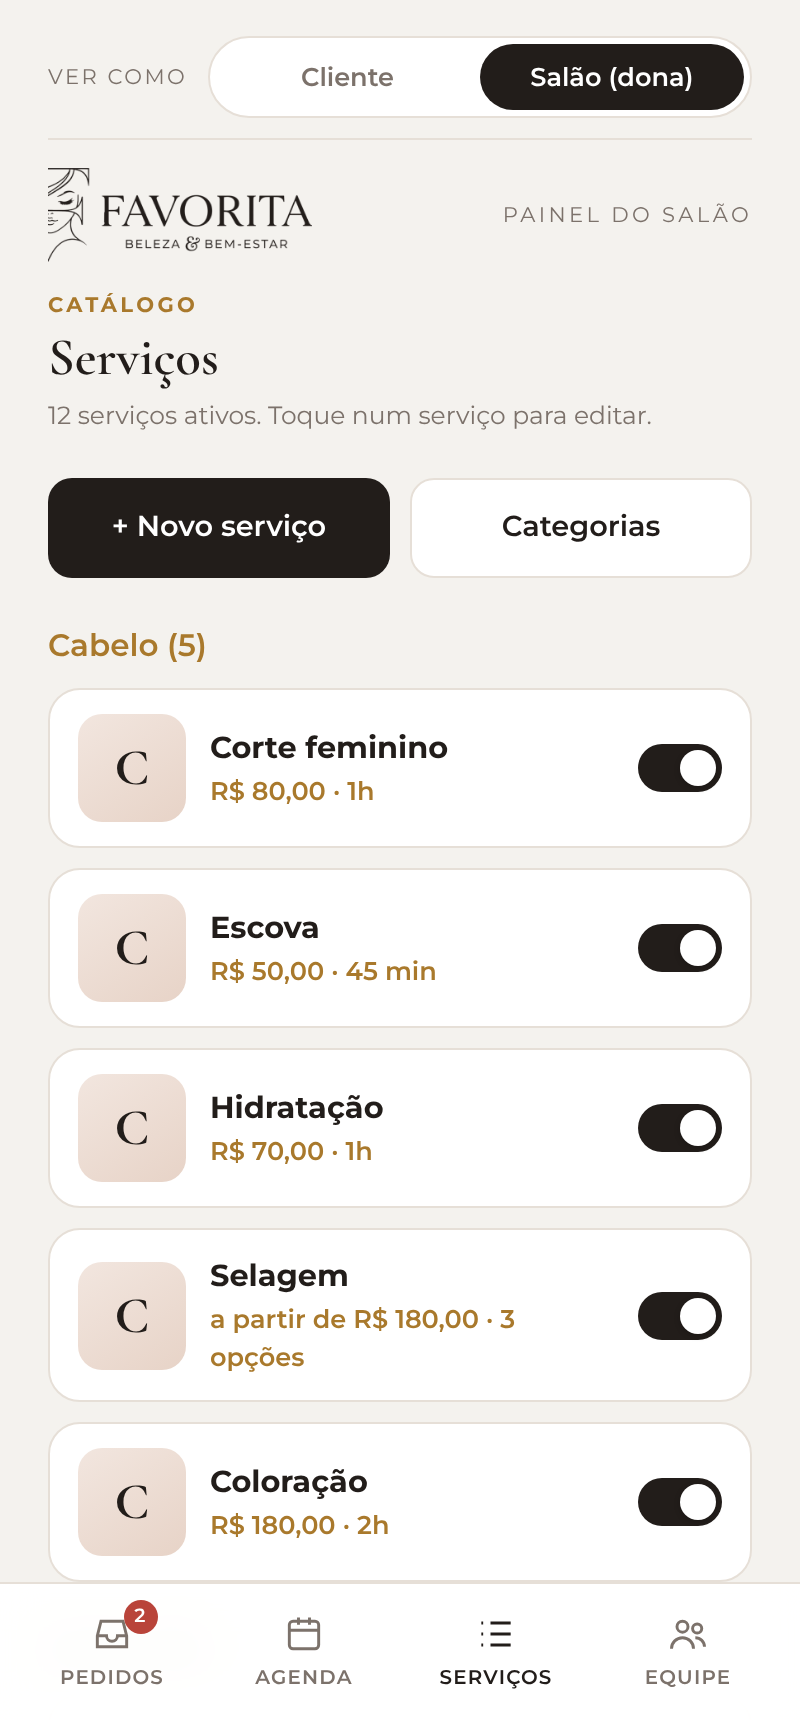 VER COMO
Cliente
Salão (dona)
FAVORITA
BELEZA & BEM-ESTAR
PAINEL DO SALÃO
CATÁLOGO
Serviços
12 serviços ativos. Toque num serviço para editar.
+ Novo serviço
Categorias
Cabelo (5)
C
Corte feminino
R$ 80,00 · 1h
C
Escova
R$ 50,00 · 45 min
C
Hidratação
R$ 70,00 · 1h
C
Selagem
a partir de R$ 180,00 · 3
opções
C
Coloração
R$ 180,00 · 2h
2
PEDIDOS
AGENDA
SERVIÇOS
EQUIPE